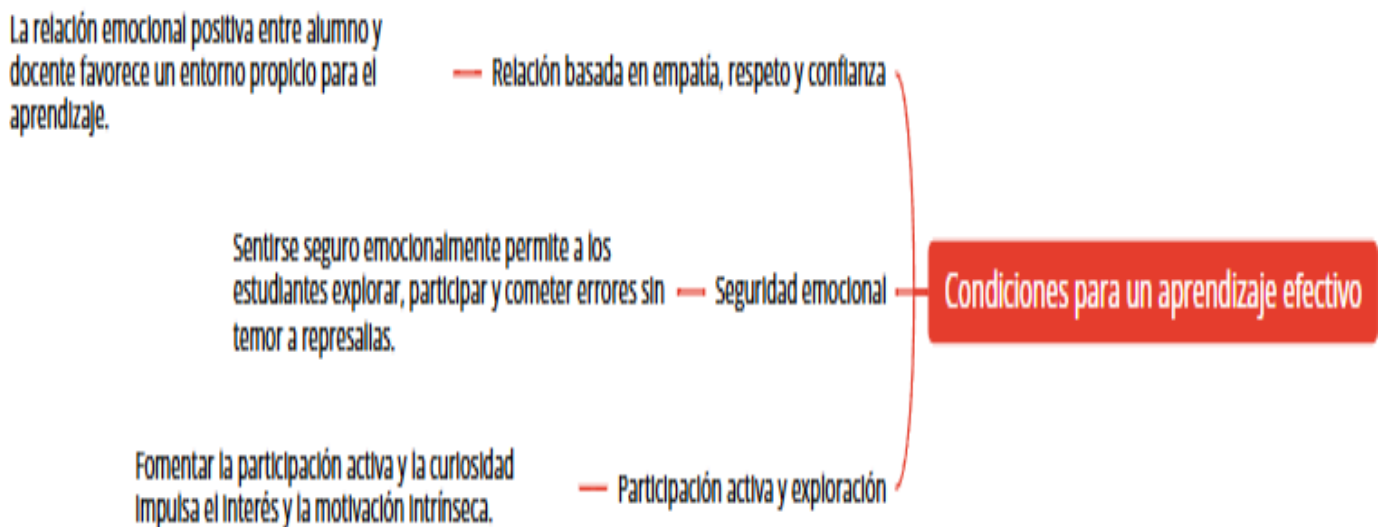 La relación emocional positiva entre alumno y
docente favorece un entorno propicio para el
aprendizaje.
Relación basada en empatía, respeto y confianza
Sentirse seguro emocionalmente permite a los
estudiantes explorar, participar y cometer errores sin
temor a represalias.
Seguridad emocional
Condiciones para un aprendizaje efectivo
Fomentar la participación activa y la curiosidad
impulsa el interés y la motivación intrínseca.
Participación activa y exploración